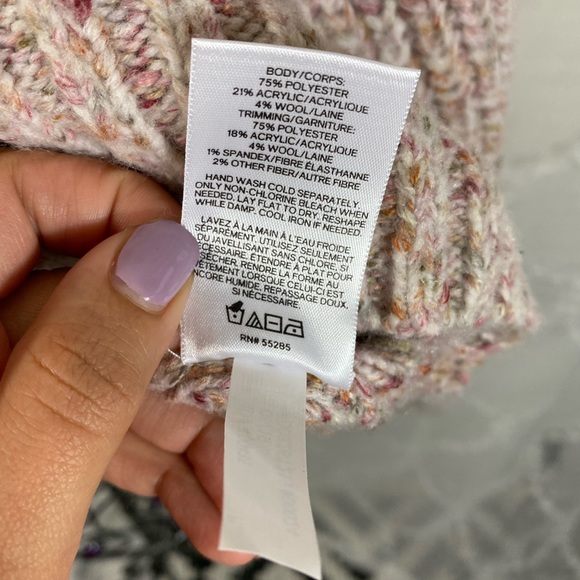 BODY/CORPS:
75% POLYESTER
21% ACRYLIC/ACRYLIQUE
4% WOOL/LAINE
TRIMMING/GARNITURE:
75% POLYESTER
18% ACRYLIC/ACRYLIQUE
4% WOOL/LAINE
1% SPANDEX/FIBRE ÉLASTHANNE
2% OTHER FIBER/AUTRE FIBRE
HAND WASH COLD SEPARATELY.
ONLY NON-CHLORINE BLEACH WHEN
NEEDED. LAY FLAT TO DRY. RESHAPE
WHILE DAMP. COOL IRON IF NEEDED.
LAVEZ À LA MAIN À L'EAU FROIDE
SÉPARÉMENT. UTILISEZ SEULEMENT
DU JAVELLISANT SANS CHLORE, SI
NÉCESSAIRE. ÉTENDRE À PLAT POUR
SÉCHER. RENDRE LA FORME AU
VÊTEMENT LORSQUE CELUI-CI EST
ENCORE HUMIDE. REPASSAGE DOUX
SI NÉCESSAIRE.
RN# 55285